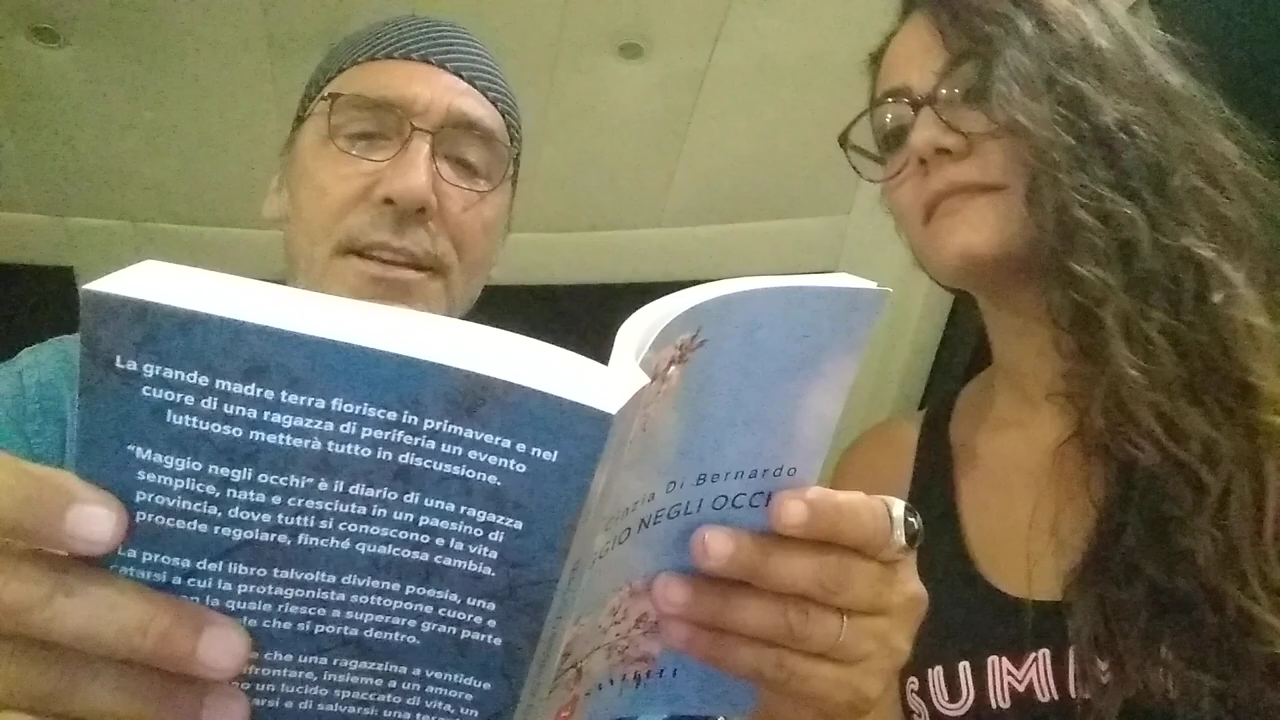 La grande madre terra fiorisce in primavera e nel
cuore di una ragazza di periferia un evento
luttuoso metterà tutto in discussione.
“Maggio negli occhi” è il diario di una ragazza
semplice, nata e cresciuta in un paesino di
provincia, dove tutti si conoscono e la vita
procede regolare, finché qualcosa cambia.
La prosa del libro talvolta diviene poesia, una
catarsi a cui la protagonista sottopone cuore e
la quale riesce a superare gran parte
che si porta dentro.
che una ragazzina a ventidue
insieme a un amore
un lucido spaccato di vita, un
e di salvarsi: una
Cinzia Di Bernardo
NEGLI
SUM